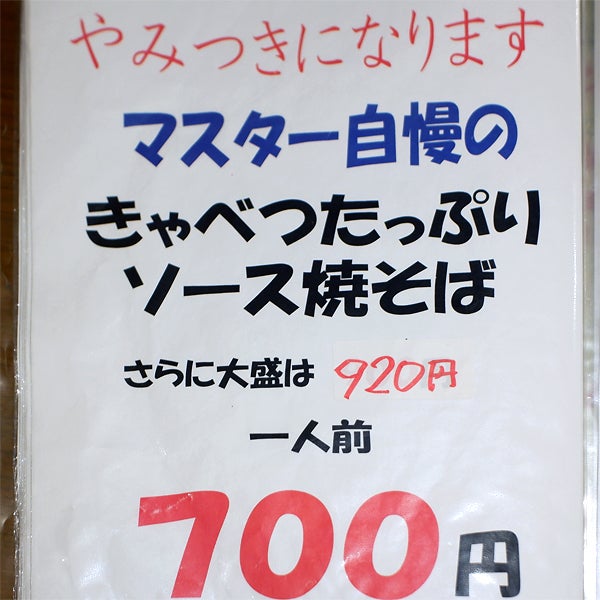 やみつきになります
マスター自慢の
きゃべつたっぷり
ソース焼そば
さらに大盛は 920円
一人前
700円